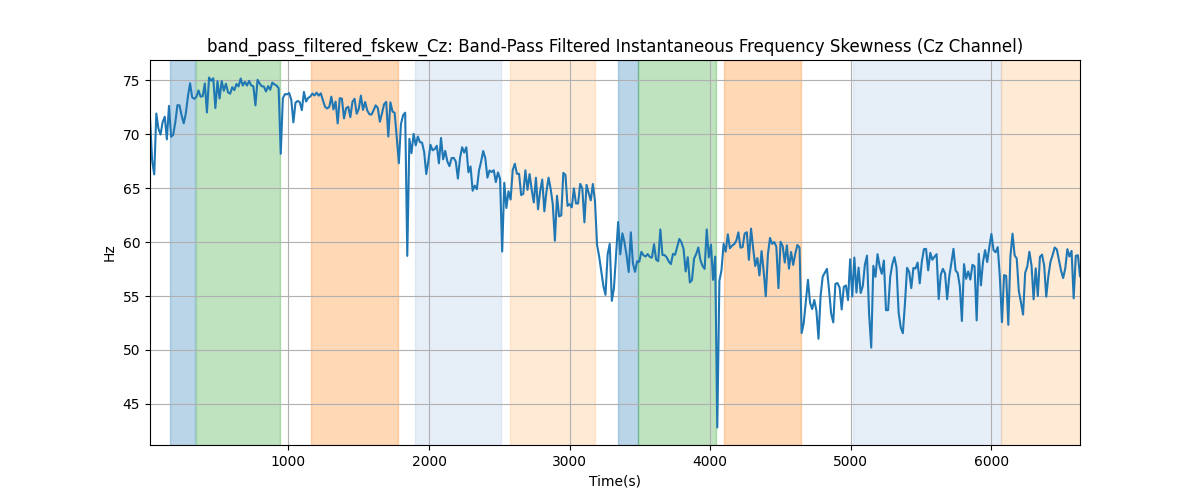 band_pass_filtered_fskew_Cz: Band-Pass Filtered Instantaneous Frequency Skewness (Cz Channel)
75
70
65
60
55
50
45
Hz
1000 2000 3000 4000 5000 6000
Time(s)